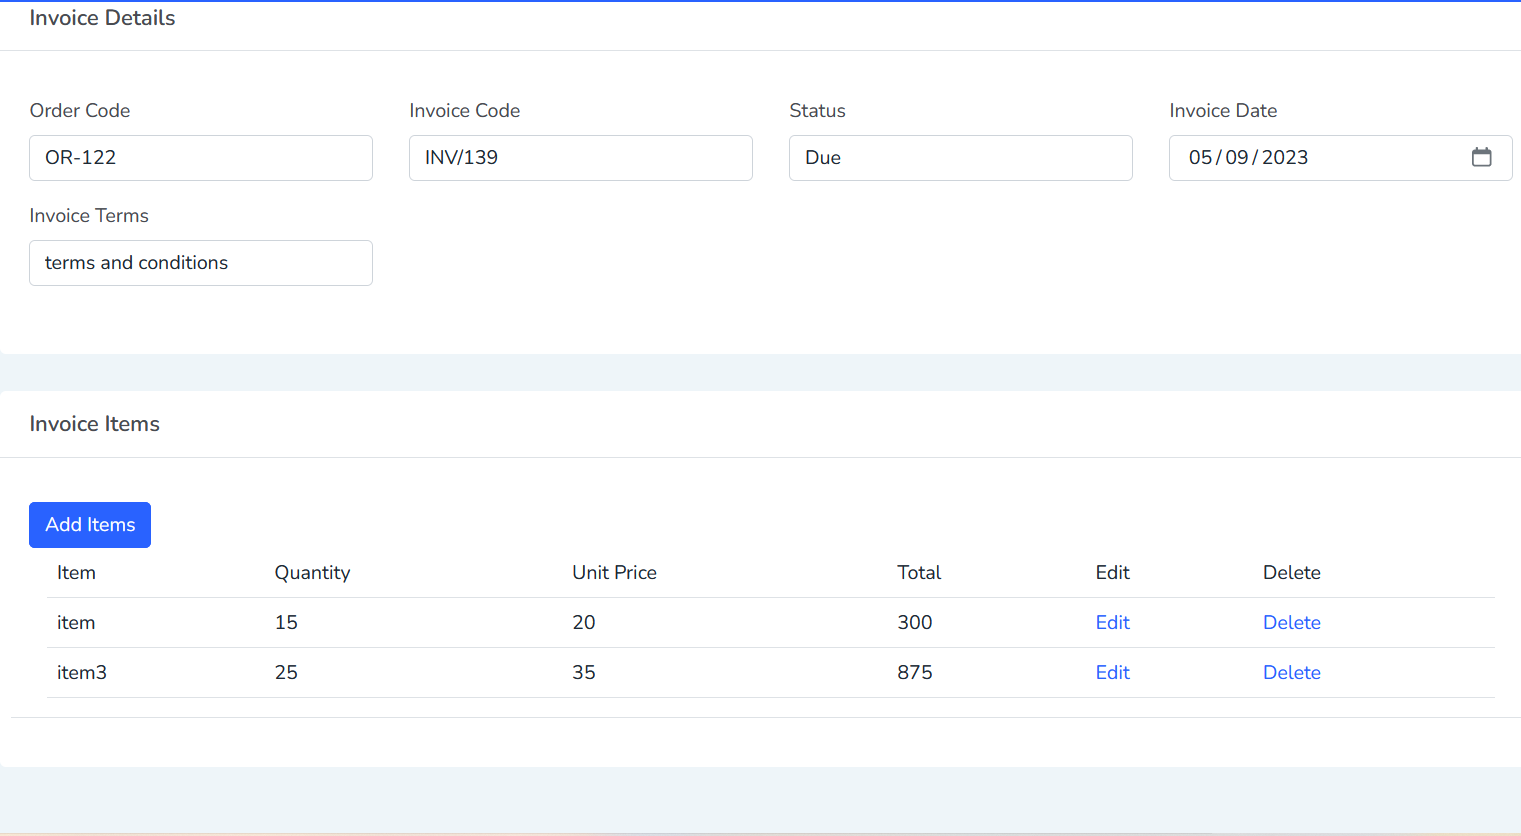 Invoice Details
Order Code Invoice Code Status Invoice Date
OR-122 INV/139 Due 05/09/2023
Invoice Terms
terms and conditions
Invoice Items
Add Items
Item Quantity Unit Price Total Edit Delete
item 15 20 300 Edit Delete
item3 25 35 875 Edit Delete